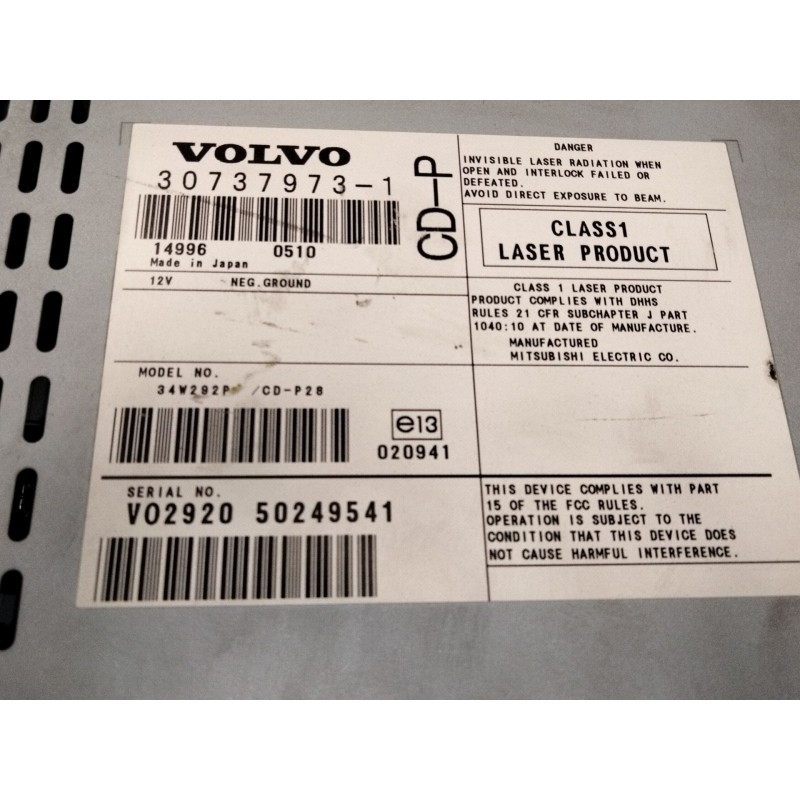 VOLVO
30737973-1
14996 0510
Made in Japan
CD-P
12V NEG.GROUND
MODEL NO.
34W292P /CD-P28
e13
020941
SERIAL NO.
VO2920 50249541
DANGER
INVISIBLE LASER RADIATION WHEN
OPEN AND INTERLOCK FAILED OR
DEFEATED.
AVOID DIRECT EXPOSURE TO BEAM.
CLASS1
LASER PRODUCT
CLASS 1 LASER PRODUCT
PRODUCT COMPLIES WITH DHHS
RULES 21 CFR SUBCHAPTER J PART
1040:10 AT DATE OF MANUFACTURE.
MANUFACTURED
MITSUBISHI ELECTRIC CO.
THIS DEVICE COMPLIES WITH PART
15 OF THE FCC RULES.
OPERATION IS SUBJECT TO THE
CONDITION THAT THIS DEVICE DOES
NOT CAUSE HARMFUL INTERFERENCE.